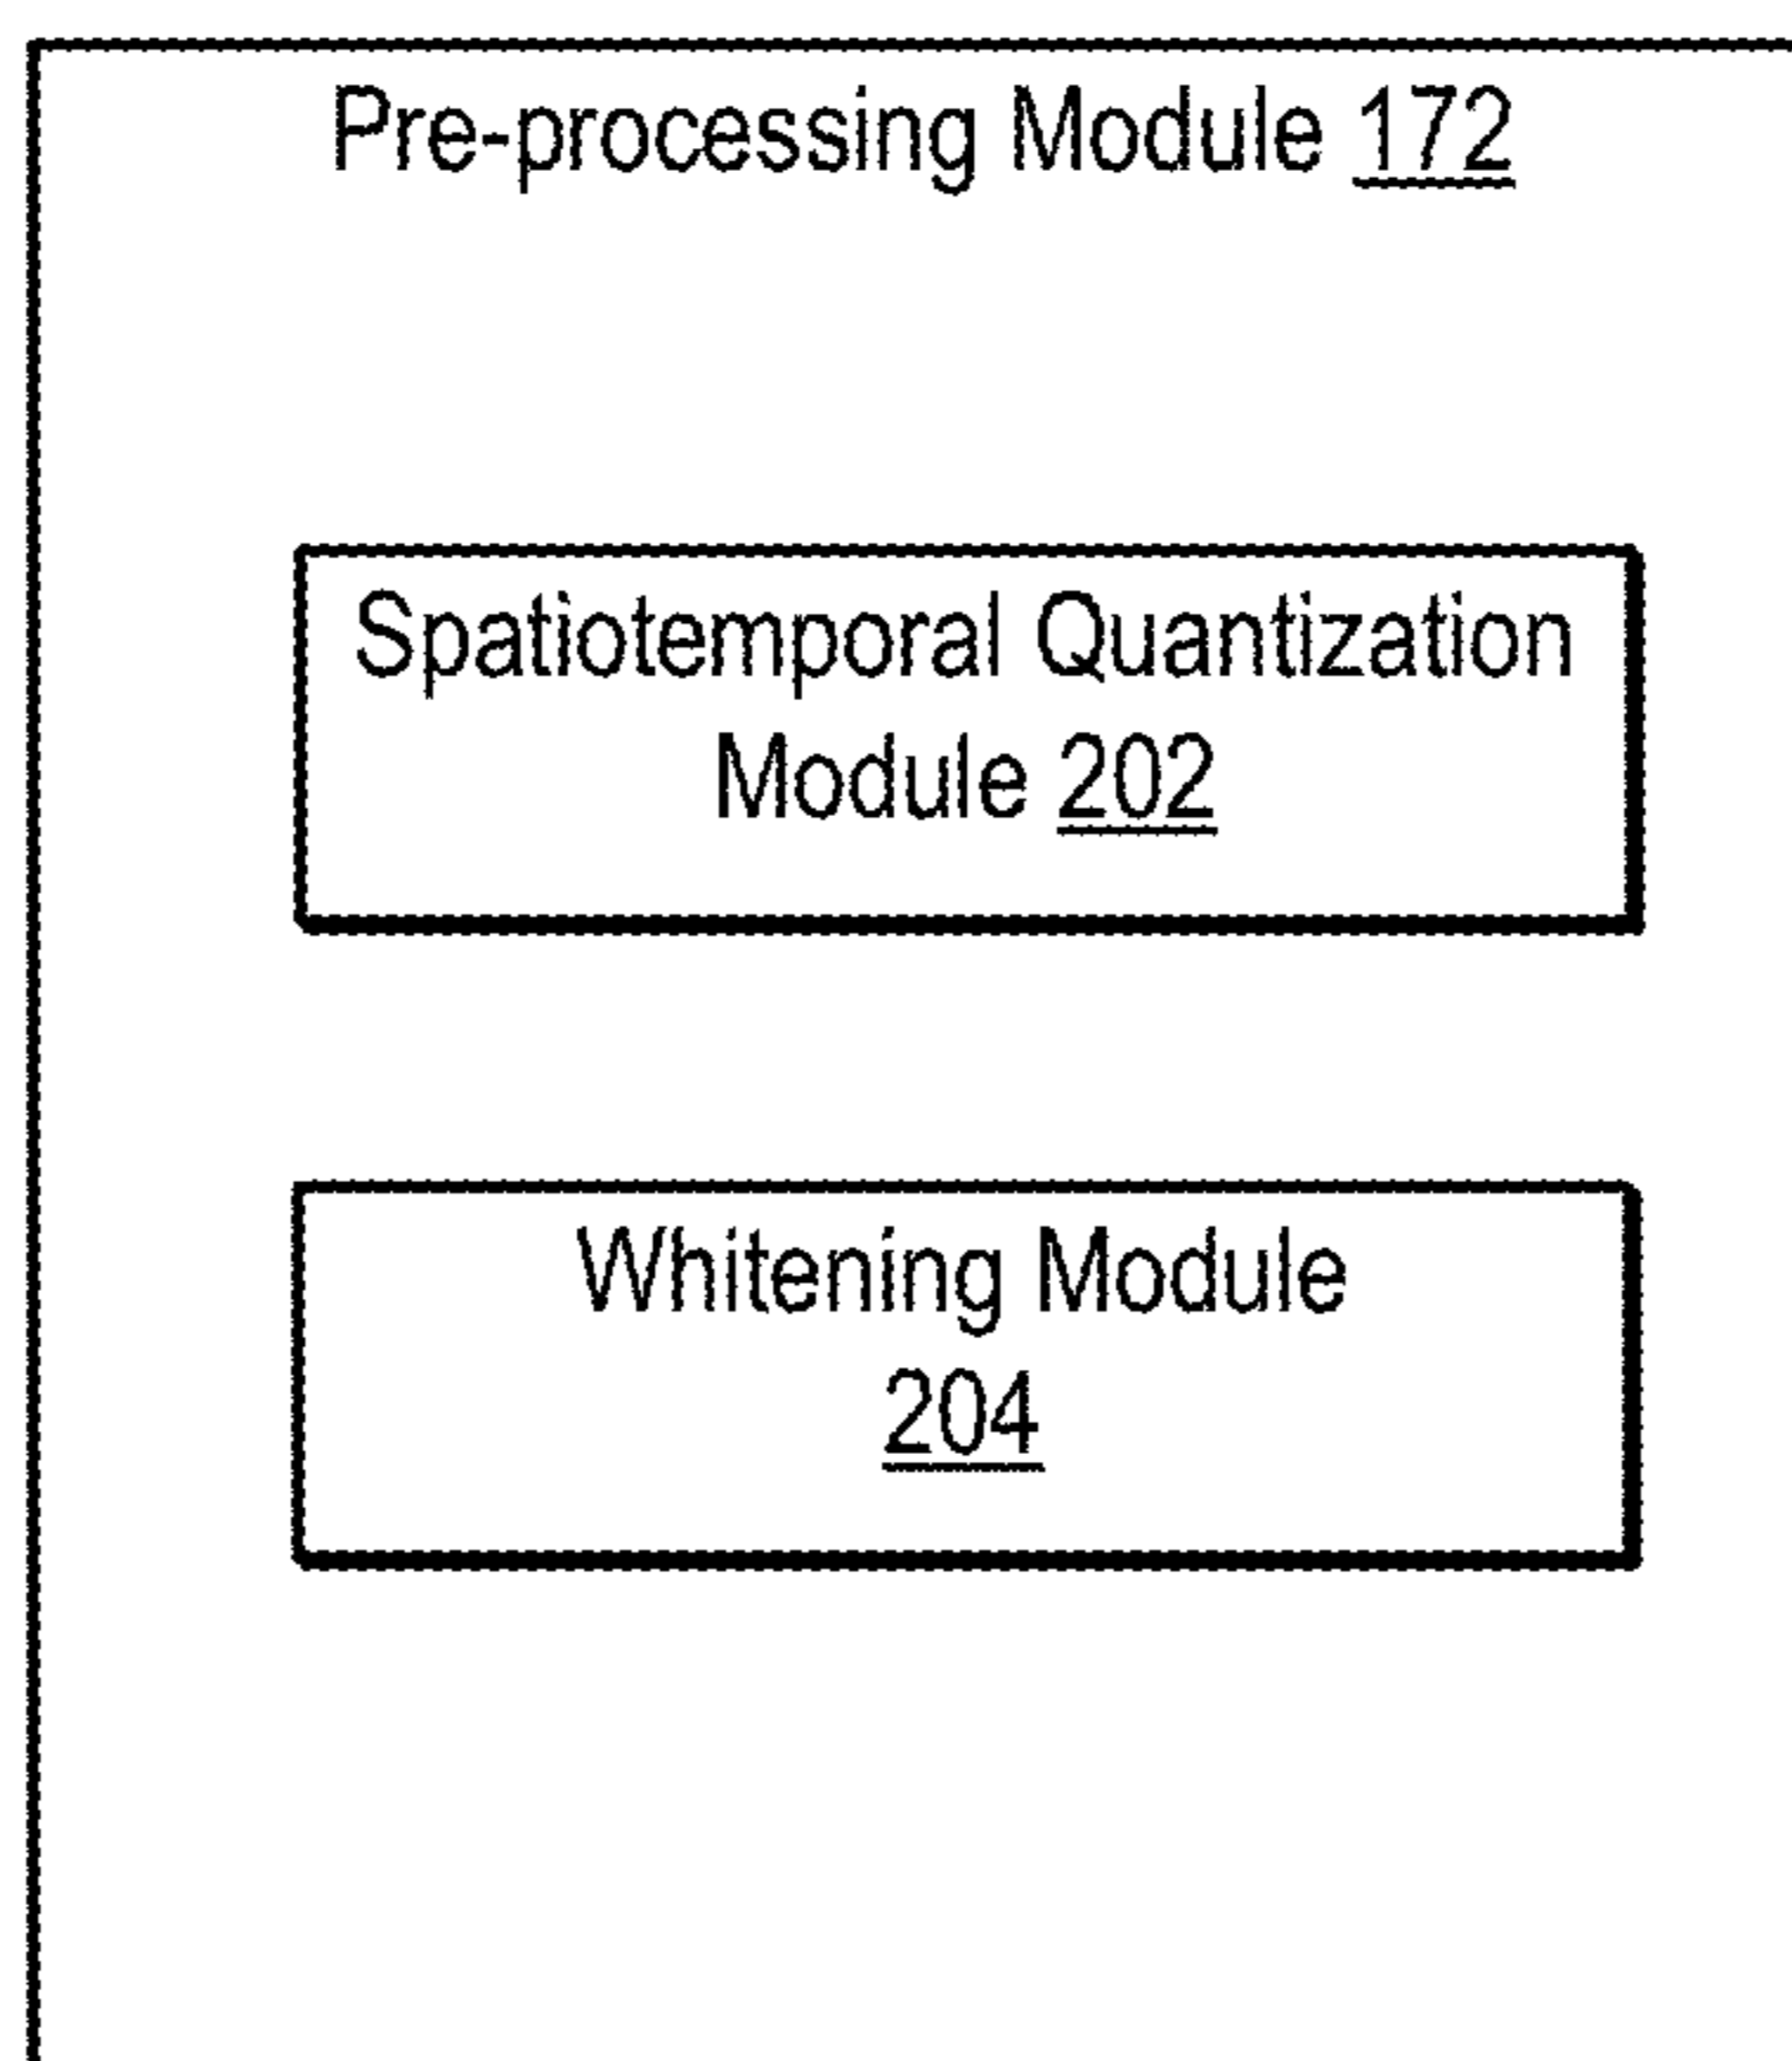 Pre-processing Module 172
Spatiotemporal Quantization
Module 202
Whitening Module
204